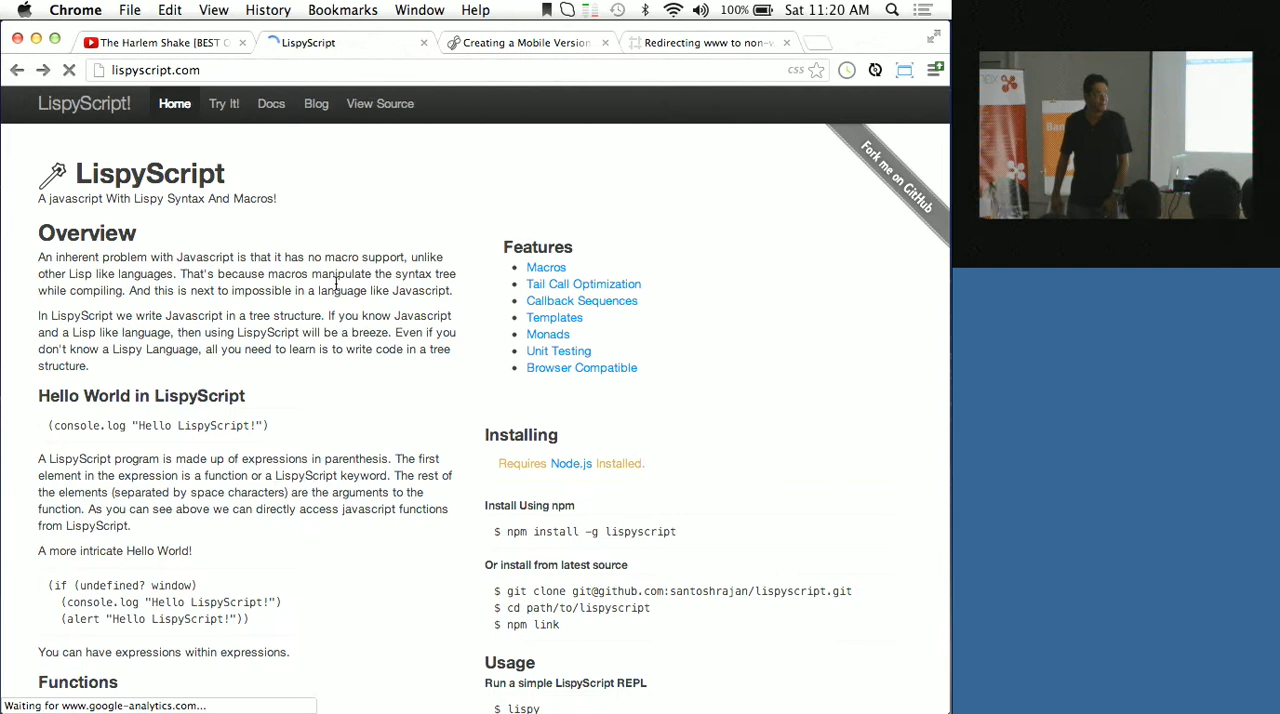 Chrome File Edit View History Bookmarks Window Help 100% Sat 11:20 AM
The Harlem Shake [BEST LispyScript Creating a Mobile Version Redirecting www to non-
lispyscript.com CSS
LispyScript! Home Try It! Docs Blog View Source
Fork me on GitHub
LispyScript
A javascript With Lispy Syntax And Macros!
Overview
An inherent problem with Javascript is that it has no macro support, unlike
other Lisp like languages. That's because macros manipulate the syntax tree
while compiling. And this is next to impossible in a language like Javascript.
In LispyScript we write Javascript in a tree structure. If you know Javascript
and a Lisp like language, then using LispyScript will be a breeze. Even if you
don't know a Lispy Language, all you need to learn is to write code in a tree
structure.
Hello World in LispyScript
(console.log "Hello LispyScript!")
A LispyScript program is made up of expressions in parenthesis. The first
element in the expression is a function or a LispyScript keyword. The rest of
the elements (separated by space characters) are the arguments to the
function. As you can see above we can directly access javascript functions
from LispyScript.
A more intricate Hello World!
(if (undefined? window)
(console.log "Hello LispyScript!")
(alert "Hello LispyScript!"))
You can have expressions within expressions.
Functions
Features
Macros
Tail Call Optimization
Callback Sequences
Templates
Monads
Unit Testing
Browser Compatible
Installing
Requires Node.js Installed.
Install Using npm
$ npm install -g lispyscript
Or install from latest source
$ git clone git@github.com:santoshrajan/lispyscript.git
$ cd path/to/lispyscript
$ npm link
Usage
Run a simple LispyScript REPL
$ lispy
Waiting for www.google-analytics.com...